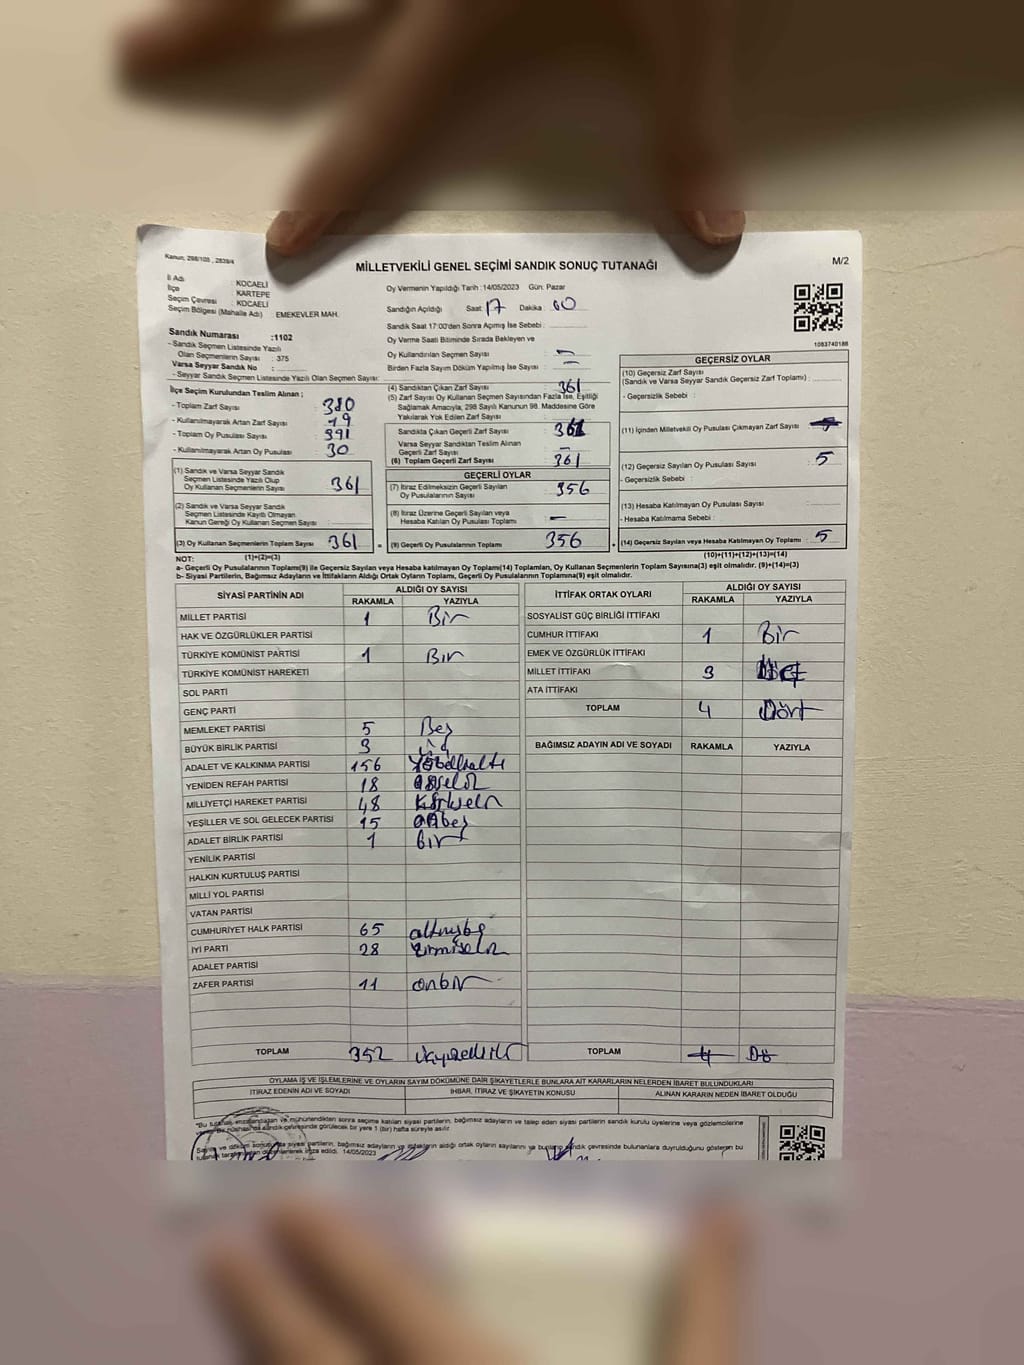 Kanun, 298/105 , 2839/4
MİLLETVEKİLİ GENEL SEÇİMİ SANDIK SONUÇ TUTANAĞI
M/2
İl Adı : KOCAELİ
İlçe : KARTEPE
Seçim Çevresi : KOCAELİ
Seçim Bölgesi (Mahalle Adı) : EMEKEVLER MAH.
Sandık Numarası :1102
- Sandık Seçmen Listesinde Yazılı
Olan Seçmenlerin Sayısı : 375
Varsa Seyyar Sandık No :
- Seyyar Sandık Seçmen Listesinde Yazılı Olan Seçmen Sayısı:
İlçe Seçim Kurulundan Teslim Alınan ;
- Toplam Zarf Sayısı : 380
- Kullanılmayarak Artan Zarf Sayısı : 19
- Toplam Oy Pusulası Sayısı : 391
- Kullanılmayarak Artan Oy Pusulası : 30
(1) Sandık ve Varsa Seyyar Sandık
Seçmen Listesinde Yazılı Olup
Oy Kullanan Seçmenlerin Sayısı : 361
(2) Sandık ve Varsa Seyyar Sandık
Seçmen Listesinde Kayıtlı Olmayan
Kanun Gereği Oy Kullanan Seçmen Sayısı :
(3) Oy Kullanan Seçmenlerin Toplam Sayısı : 361
(1)+(2)=(3)
Oy Vermenin Yapıldığı Tarih :14/05/2023 Gün: Pazar
Sandığın Açıldığı Saat: 17 Dakika : 00
Sandık Saat 17:00'den Sonra Açılmış İse Sebebi :
Oy Verme Saati Bitiminde Sırada Bekleyen ve
Oy Kullandırılan Seçmen Sayısı : –
Birden Fazla Sayım Döküm Yapılmış İse Sayısı : –
(4) Sandıktan Çıkan Zarf Sayısı : 361
(5) Zarf Sayısı Oy Kullanan Seçmen Sayısından Fazla İse, Eşitliği
Sağlamak Amacıyla, 298 Sayılı Kanunun 98. Maddesine Göre
Yakılarak Yok Edilen Zarf Sayısı :
Sandıkta Çıkan Geçerli Zarf Sayısı : 361
Varsa Seyyar Sandıktan Teslim Alınan
Geçerli Zarf Sayısı : –
(6) Toplam Geçerli Zarf Sayısı : 361
GEÇERLİ OYLAR
(7) İtiraz Edilmeksizin Geçerli Sayılan
Oy Pusulalarının Sayısı : 356
(8) İtiraz Üzerine Geçerli Sayılan veya
Hesaba Katılan Oy Pusulası Toplamı : –
(9) Geçerli Oy Pusulalarının Toplamı : 356
1083740186
GEÇERSİZ OYLAR
(10) Geçersiz Zarf Sayısı
(Sandık ve Varsa Seyyar Sandık Geçersiz Zarf Toplamı) :
- Geçersizlik Sebebi :
(11) İçinden Milletvekili Oy Pusulası Çıkmayan Zarf Sayısı :
(12) Geçersiz Sayılan Oy Pusulası Sayısı : 5
- Geçersizlik Sebebi :
(13) Hesaba Katılmayan Oy Pusulası Sayısı :
- Hesaba Katılmama Sebebi :
(14) Geçersiz Sayılan veya Hesaba Katılmayan Oy Toplamı : 5
(10)+(11)+(12)+(13)=(14)
NOT:
a- Geçerli Oy Pusulalarının Toplamı(9) ile Geçersiz Sayılan veya Hesaba katılmayan Oy Toplamı(14) Toplamları, Oy Kullanan Seçmenlerin Toplam Sayısına(3) eşit olmalıdır. (9)+(14)=(3)
b- Siyasi Partilerin, Bağımsız Adayların ve İttifakların Aldığı Ortak Oyların Toplamı, Geçerli Oy Pusulalarının Toplamına(9) eşit olmalıdır.
SİYASİ PARTİNİN ADI ALDIĞI OY SAYISI
RAKAMLA YAZIYLA
MİLLET PARTİSİ 1 Bir
HAK VE ÖZGÜRLÜKLER PARTİSİ
TÜRKİYE KOMÜNİST PARTİSİ 1 Bir
TÜRKİYE KOMÜNİST HAREKETİ
SOL PARTİ
GENÇ PARTİ
MEMLEKET PARTİSİ 5 Beş
BÜYÜK BİRLİK PARTİSİ 3 üç
ADALET VE KALKINMA PARTİSİ 156
YENİDEN REFAH PARTİSİ 18
MİLLİYETÇİ HAREKET PARTİSİ 48
YEŞİLLER VE SOL GELECEK PARTİSİ 15 onbeş
ADALET BİRLİK PARTİSİ 1 bir
YENİLİK PARTİSİ
HALKIN KURTULUŞ PARTİSİ
MİLLİ YOL PARTİSİ
VATAN PARTİSİ
CUMHURİYET HALK PARTİSİ 65 altmışbeş
İYİ PARTİ 28 yirmisekiz
ADALET PARTİSİ
ZAFER PARTİSİ 11 onbir
TOPLAM 352
İTTİFAK ORTAK OYLARI ALDIĞI OY SAYISI
RAKAMLA YAZIYLA
SOSYALİST GÜÇ BİRLİĞİ İTTİFAKI
CUMHUR İTTİFAKI 1 Bir
EMEK VE ÖZGÜRLÜK İTTİFAKI
MİLLET İTTİFAKI 3
ATA İTTİFAKI
TOPLAM 4 Dört
BAĞIMSIZ ADAYIN ADI VE SOYADI RAKAMLA YAZIYLA
TOPLAM 4 Dö
OYLAMA İŞ VE İŞLEMLERİNE VE OYLARIN SAYIM DÖKÜMÜNE DAİR ŞİKAYETLERLE BUNLARA AİT KARARLARIN NELERDEN İBARET BULUNDUKLARI
İTİRAZ EDENİN ADI VE SOYADI İHBAR, İTİRAZ VE ŞİKAYETİN KONUSU ALINAN KARARIN NEDEN İBARET OLDUĞU
"Bu tutanak imzalandıktan ve mühürlendikten sonra seçime katılan siyasi partilerin, bağımsız adayların ve talep eden siyasi partilerin sandık kurulu üyelerine veya gözlemcilerine
sandık çevresinde görülecek bir yere 1 (bir) hafta süreyle asılır
Sayım ve döküm sonucu siyasi partilerin, bağımsız adayların ve ittifakların aldığı ortak oyların sayılarını ve bunların sandık çevresinde bulunanlara duyrulduğunu gösteren bu
tutanak tarafımızdan düzenlenerek imza edildi. 14/05/2023